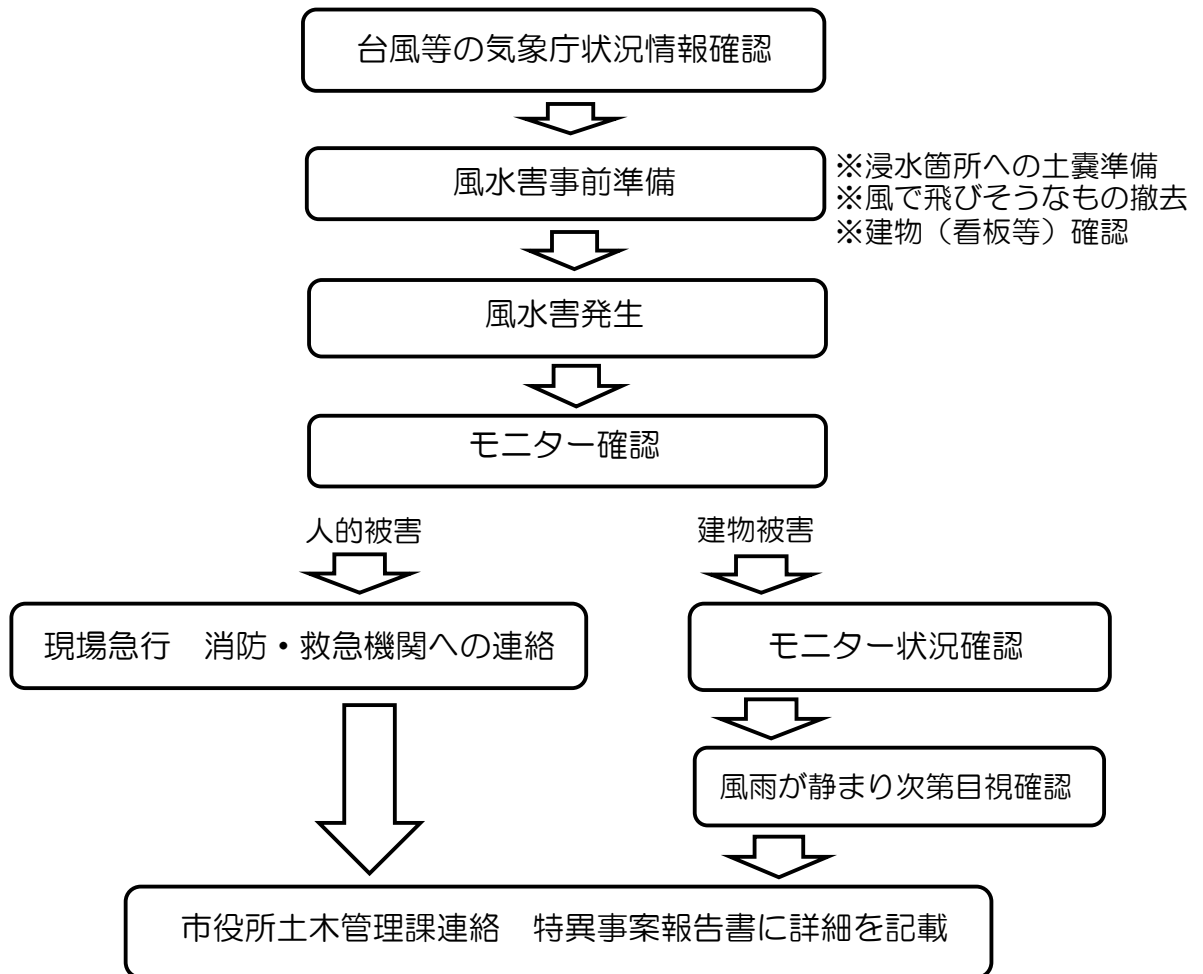 台風等の気象庁状況情報確認
風水害事前準備
※浸水箇所への土嚢準備
※風で飛びそうなもの撤去
※建物（看板等）確認
風水害発生
モニター確認
人的被害
建物被害
現場急行　消防・救急機関への連絡
モニター状況確認
風雨が静まり次第目視確認
市役所土木管理課連絡　特異事案報告書に詳細を記載